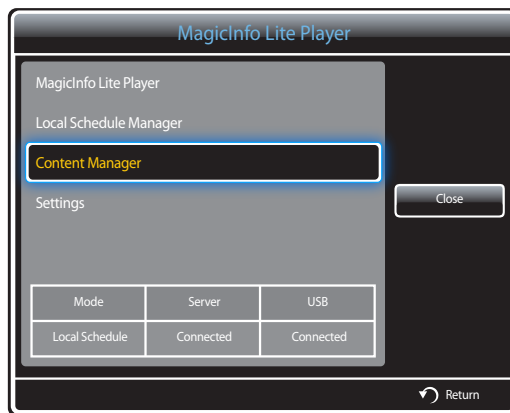 MagicInfo Lite Player
MagicInfo Lite Player
Local Schedule Manager
Content Manager
Settings
Close
Mode Server USB
Local Schedule Connected Connected
Return